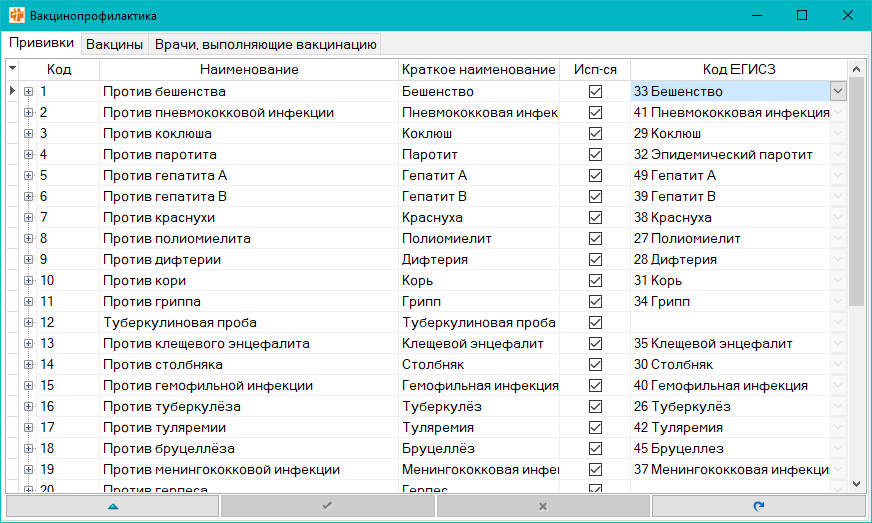 Вакцинопрофилактика
Прививки Вакцины Врачи, выполняющие вакцинацию
Код Наименование Краткое наименование Исп-ся Код ЕГИСЗ
1 Против бешенства Бешенство 33 Бешенство
2 Против пневмококковой инфекции Пневмококковая инфек 41 Пневмококковая инфекция
3 Против коклюша Коклюш 29 Коклюш
4 Против паротита Паротит 32 Эпидемический паротит
5 Против гепатита А Гепатит А 49 Гепатит А
6 Против гепатита В Гепатит В 39 Гепатит В
7 Против краснухи Краснуха 38 Краснуха
8 Против полиомиелита Полиомиелит 27 Полиомиелит
9 Против дифтерии Дифтерия 28 Дифтерия
10 Против кори Корь 31 Корь
11 Против гриппа Грипп 34 Грипп
12 Туберкулиновая проба Туберкулиновая проба
13 Против клещевого энцефалита Клещевой энцефалит 35 Клещевой энцефалит
14 Против столбняка Столбняк 30 Столбняк
15 Против гемофильной инфекции Гемофильная инфекция 40 Гемофильная инфекция
16 Против туберкулёза Туберкулёз 26 Туберкулёз
17 Против туляремии Туляремия 42 Туляремия
18 Против бруцеллёза Бруцеллёз 45 Бруцеллез
19 Против менингококковой инфекции Менингококковая инфе 37 Менингококковая инфекци
20 Против герпеса Герпес